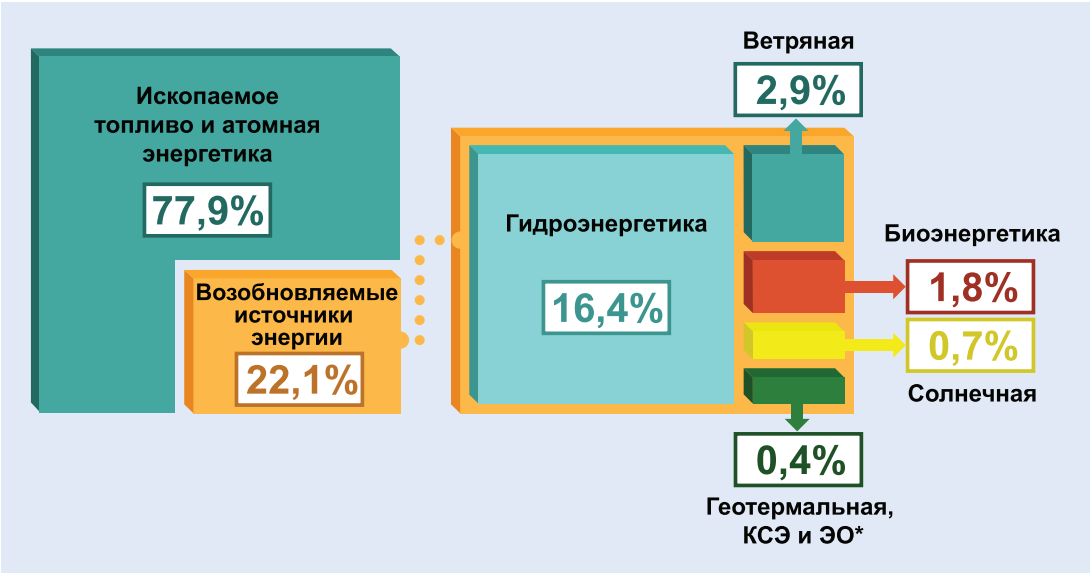 Ископаемое
топливо и атомная
энергетика
77,9%
Возобновляемые
источники
энергии
22,1%
Гидроэнергетика
16,4%
Ветряная
2,9%
Биоэнергетика
1,8%
0,7%
Солнечная
0,4%
Геотермальная,
КСЭ и ЭО*